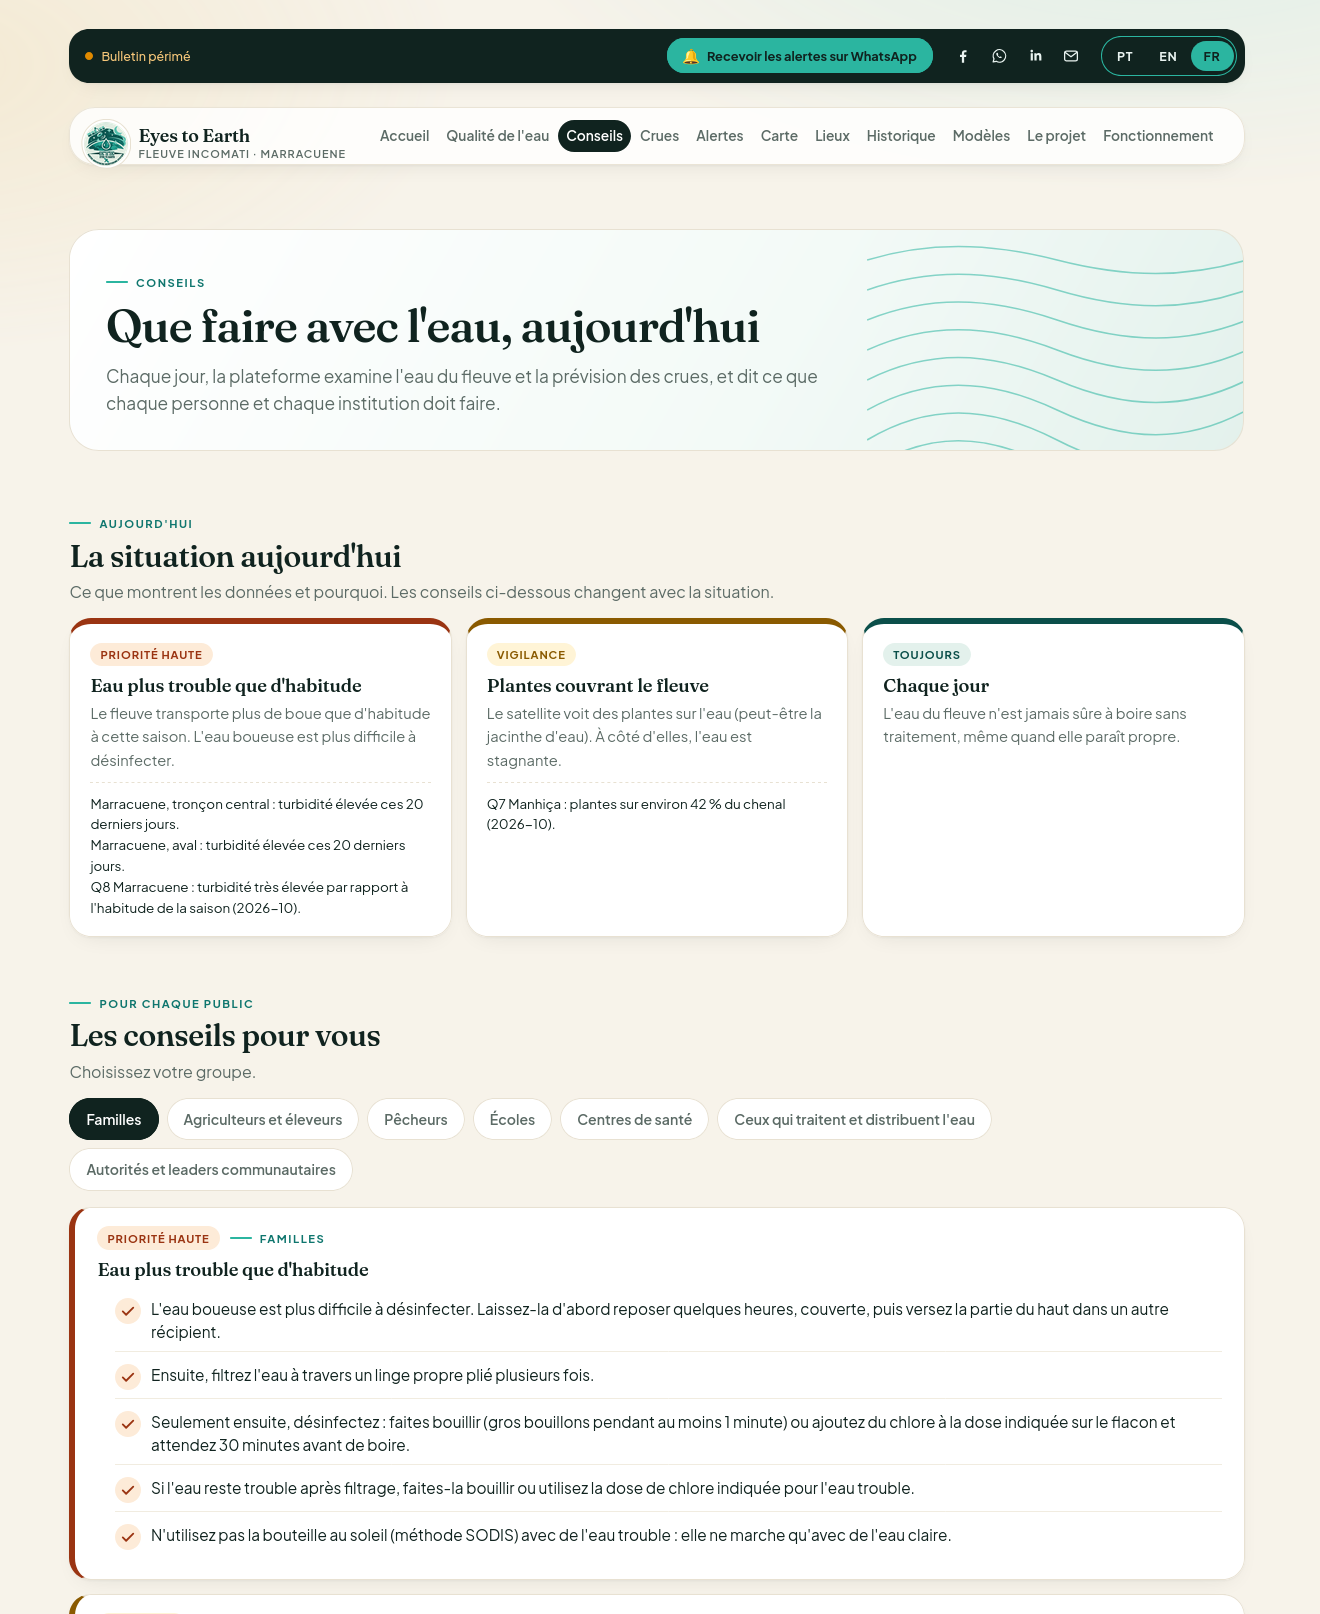 Bulletin périmé
🔔 Recevoir les alertes sur WhatsApp
PT EN FR
Eyes to Earth
FLEUVE INCOMATI · MARRACUENE
Accueil Qualité de l'eau Conseils Crues Alertes Carte Lieux Historique Modèles Le projet Fonctionnement
CONSEILS
Que faire avec l'eau, aujourd'hui
Chaque jour, la plateforme examine l'eau du fleuve et la prévision des crues, et dit ce que
chaque personne et chaque institution doit faire.
AUJOURD'HUI
La situation aujourd'hui
Ce que montrent les données et pourquoi. Les conseils ci-dessous changent avec la situation.
PRIORITÉ HAUTE
Eau plus trouble que d'habitude
Le fleuve transporte plus de boue que d'habitude
à cette saison. L'eau boueuse est plus difficile à
désinfecter.
Marracuene, tronçon central : turbidité élevée ces 20
derniers jours.
Marracuene, aval : turbidité élevée ces 20 derniers
jours.
Q8 Marracuene : turbidité très élevée par rapport à
l'habitude de la saison (2026-10).
VIGILANCE
Plantes couvrant le fleuve
Le satellite voit des plantes sur l'eau (peut-être la
jacinthe d'eau). À côté d'elles, l'eau est
stagnante.
Q7 Manhiça : plantes sur environ 42 % du chenal
(2026-10).
TOUJOURS
Chaque jour
L'eau du fleuve n'est jamais sûre à boire sans
traitement, même quand elle paraît propre.
POUR CHAQUE PUBLIC
Les conseils pour vous
Choisissez votre groupe.
Familles Agriculteurs et éleveurs Pêcheurs Écoles Centres de santé Ceux qui traitent et distribuent l'eau
Autorités et leaders communautaires
PRIORITÉ HAUTE FAMILLES
Eau plus trouble que d'habitude
L'eau boueuse est plus difficile à désinfecter. Laissez-la d'abord reposer quelques heures, couverte, puis versez la partie du haut dans un autre
récipient.
Ensuite, filtrez l'eau à travers un linge propre plié plusieurs fois.
Seulement ensuite, désinfectez : faites bouillir (gros bouillons pendant au moins 1 minute) ou ajoutez du chlore à la dose indiquée sur le flacon et
attendez 30 minutes avant de boire.
Si l'eau reste trouble après filtrage, faites-la bouillir ou utilisez la dose de chlore indiquée pour l'eau trouble.
N'utilisez pas la bouteille au soleil (méthode SODIS) avec de l'eau trouble : elle ne marche qu'avec de l'eau claire.